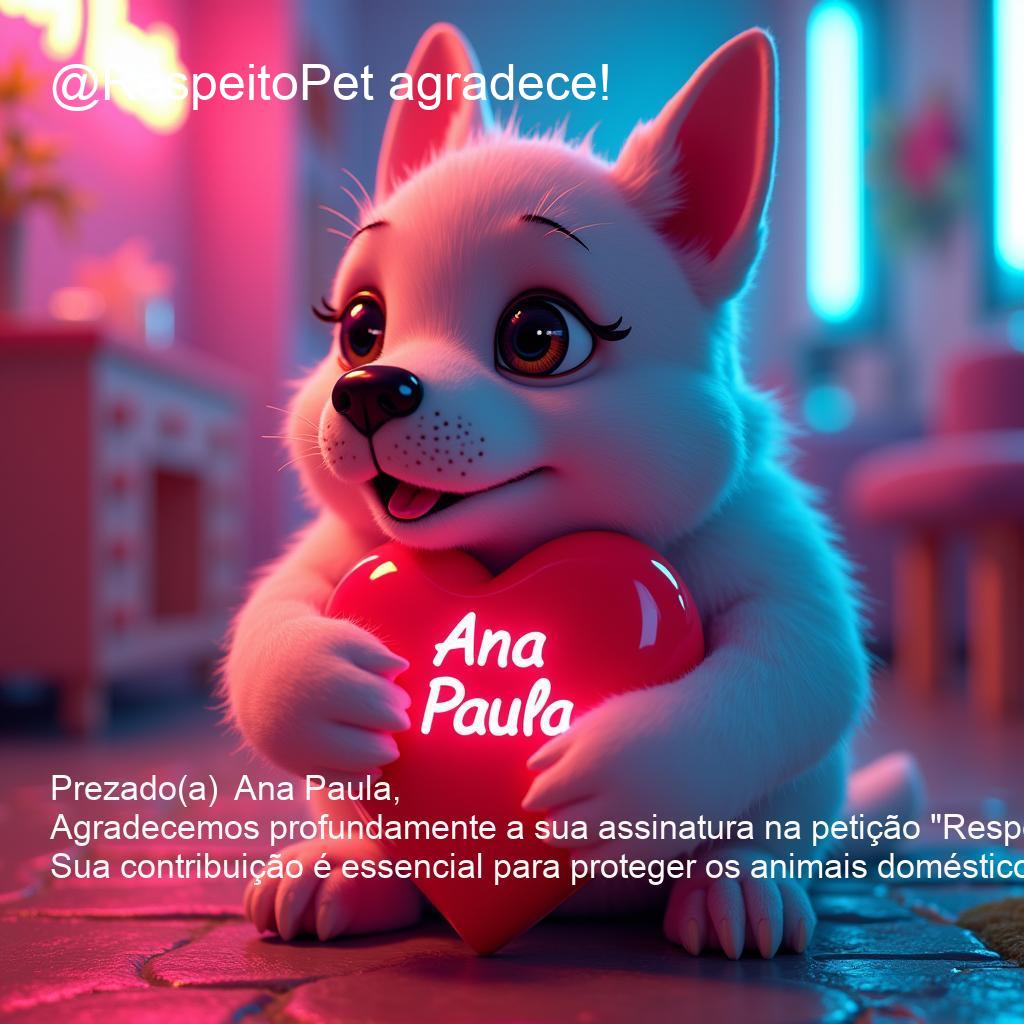 @RespeitoPet agradece!
Ana
Paula
Prezado(a) Ana Paula,
Agradecemos profundamente a sua assinatura na petição "Resp
Sua contribuição é essencial para proteger os animais doméstico